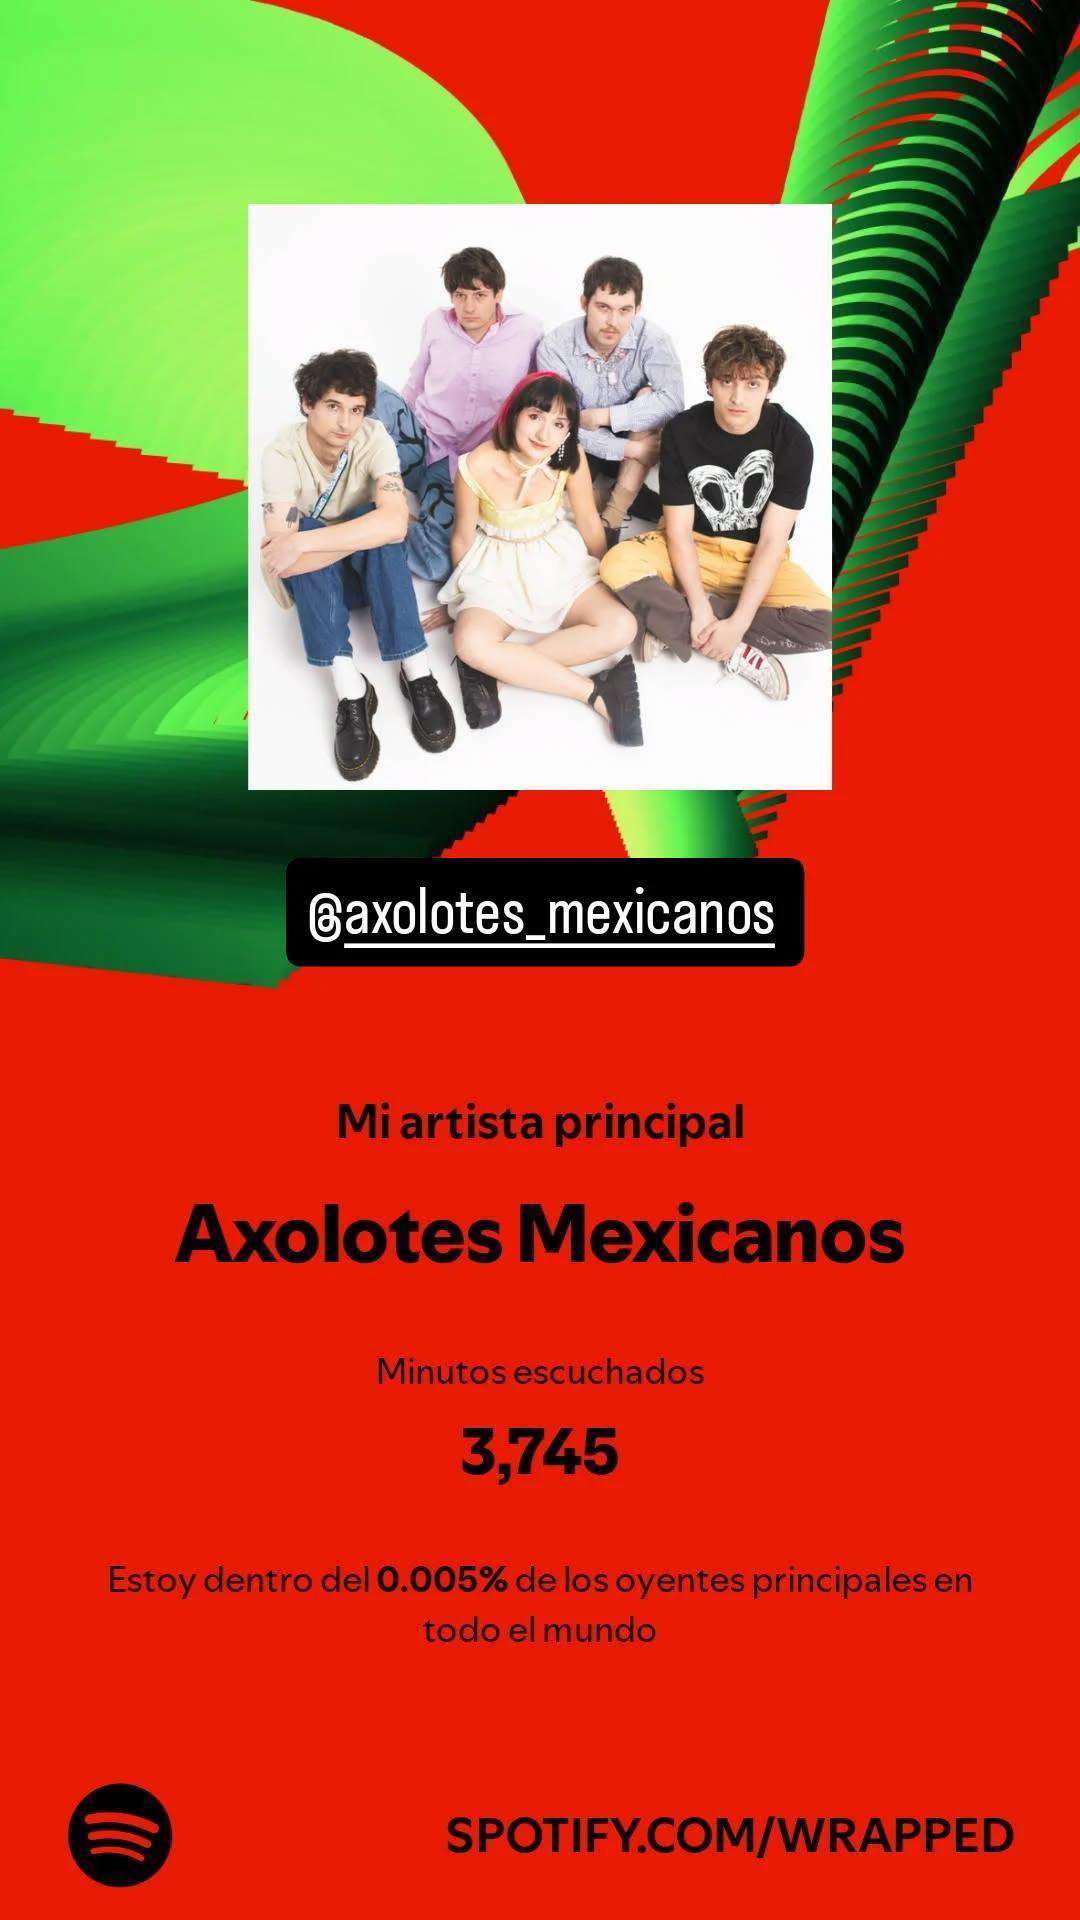 @axolotes_mexicanos
Mi artista principal
Axolotes Mexicanos
Minutos escuchados
3,745
Estoy dentro del 0.005% de los oyentes principales en
todo el mundo
SPOTIFY.COM/WRAPPED